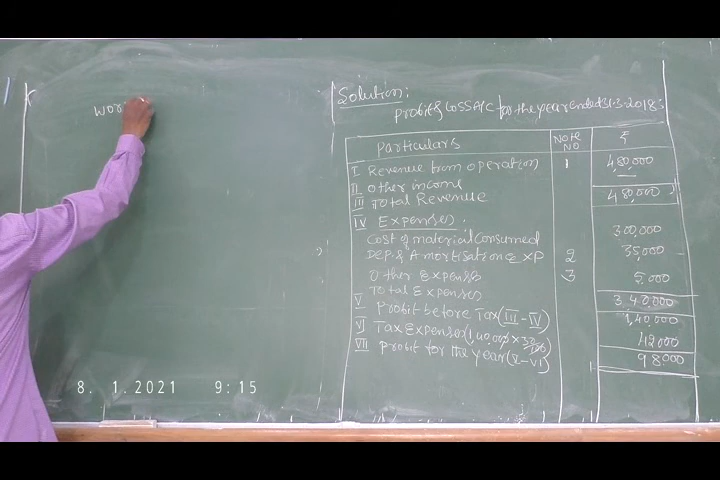 Wor
Solution:
Profit & Loss A/C for the year ended 31.3.2018:
Particulars Note No ₹
I Revenue from operation 1 4,80,000
II Other income —
III Total Revenue 4,80,000
IV Expenses.
Cost of material Consumed 300,000
Dep. & Amortisation Exp 2 35,000
Other Expenses 3 5,000
Total Expenses 3,40,000
V Profit before Tax (III - IV) 1,40,000
VI Tax Expenses (1,40,000 × 30/100) 42000
VII Profit for the year (V - VI) 98,000
8. 1.2021 9:15